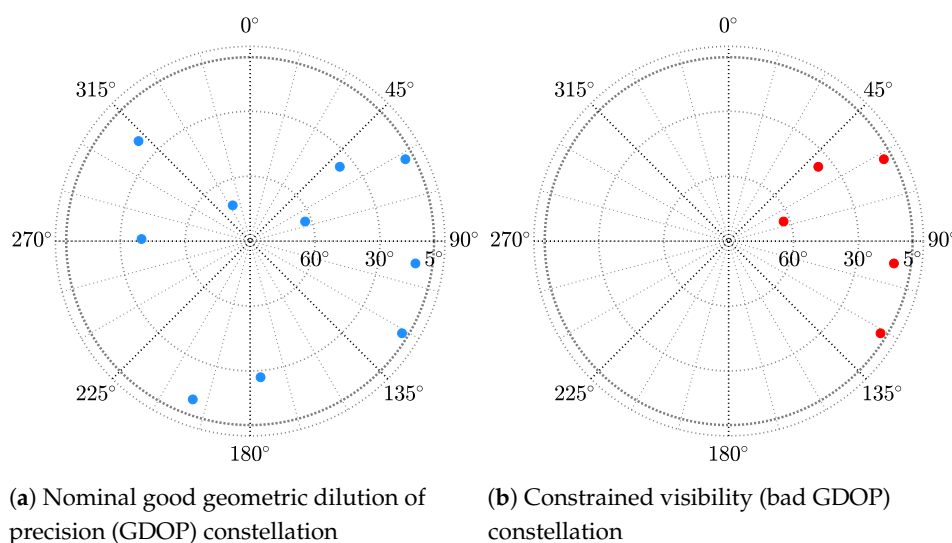 0° 0°
315° 45° 315° 45°
270° 60° 30° 5° 90° 270° 60° 30° 5° 90°
225° 135° 225° 135°
180° 180°
(a) Nominal good geometric dilution of
precision (GDOP) constellation
(b) Constrained visibility (bad GDOP)
constellation